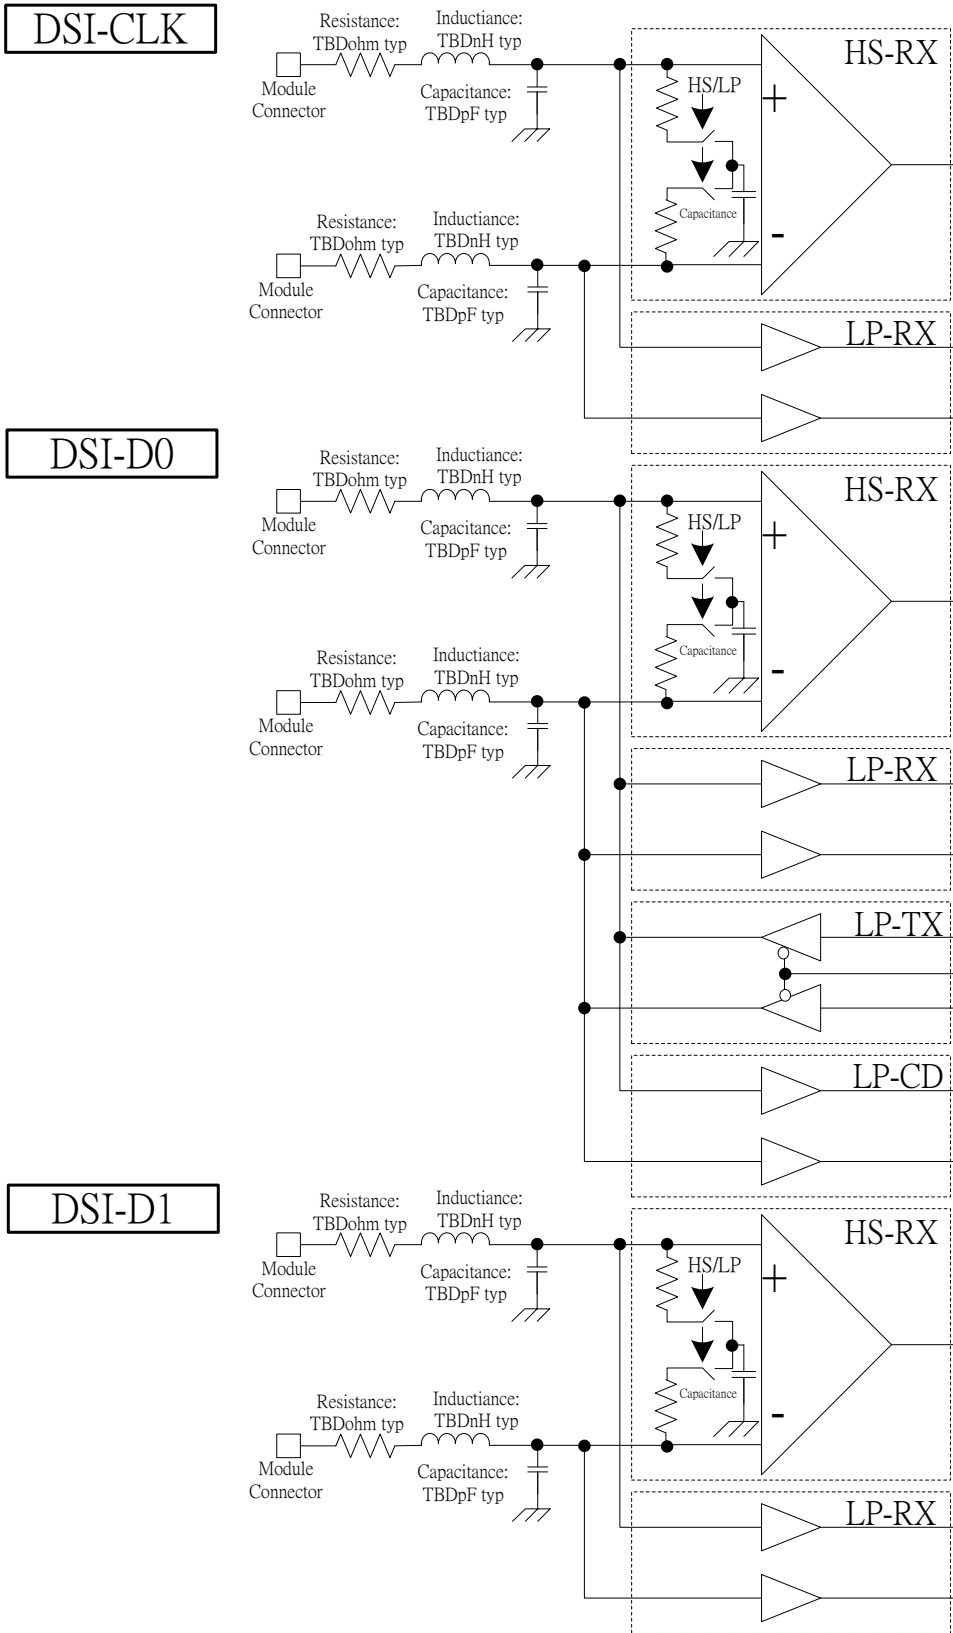 DSI-CLK
Resistance:
TBDohm typ
Inductiance:
TBDnH typ
Module
Connector
Capacitance:
TBDpF typ
HS-RX
HS/LP
+
Capacitance
-
Resistance:
TBDohm typ
Inductiance:
TBDnH typ
Module
Connector
Capacitance:
TBDpF typ
LP-RX
DSI-D0
Resistance:
TBDohm typ
Inductiance:
TBDnH typ
Module
Connector
Capacitance:
TBDpF typ
HS-RX
HS/LP
+
Capacitance
-
Resistance:
TBDohm typ
Inductiance:
TBDnH typ
Module
Connector
Capacitance:
TBDpF typ
LP-RX
LP-TX
LP-CD
DSI-D1
Resistance:
TBDohm typ
Inductiance:
TBDnH typ
Module
Connector
Capacitance:
TBDpF typ
HS-RX
HS/LP
+
Capacitance
-
Resistance:
TBDohm typ
Inductiance:
TBDnH typ
Module
Connector
Capacitance:
TBDpF typ
LP-RX